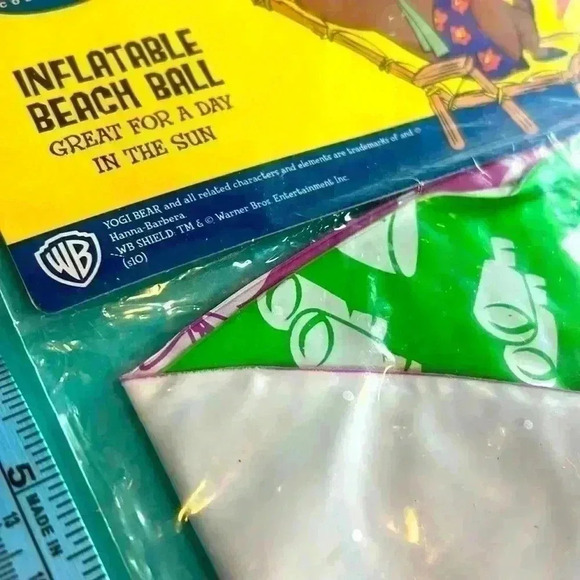 INFLATABLE
BEACH BALL
GREAT FOR A DAY
IN THE SUN
YOGI BEAR and all related characters and elements are trademarks of and ©
Hanna-Barbera.
WB SHIELD: TM & © Warner Bros. Entertainment Inc.
(s10)
WB
5
13
MADE IN